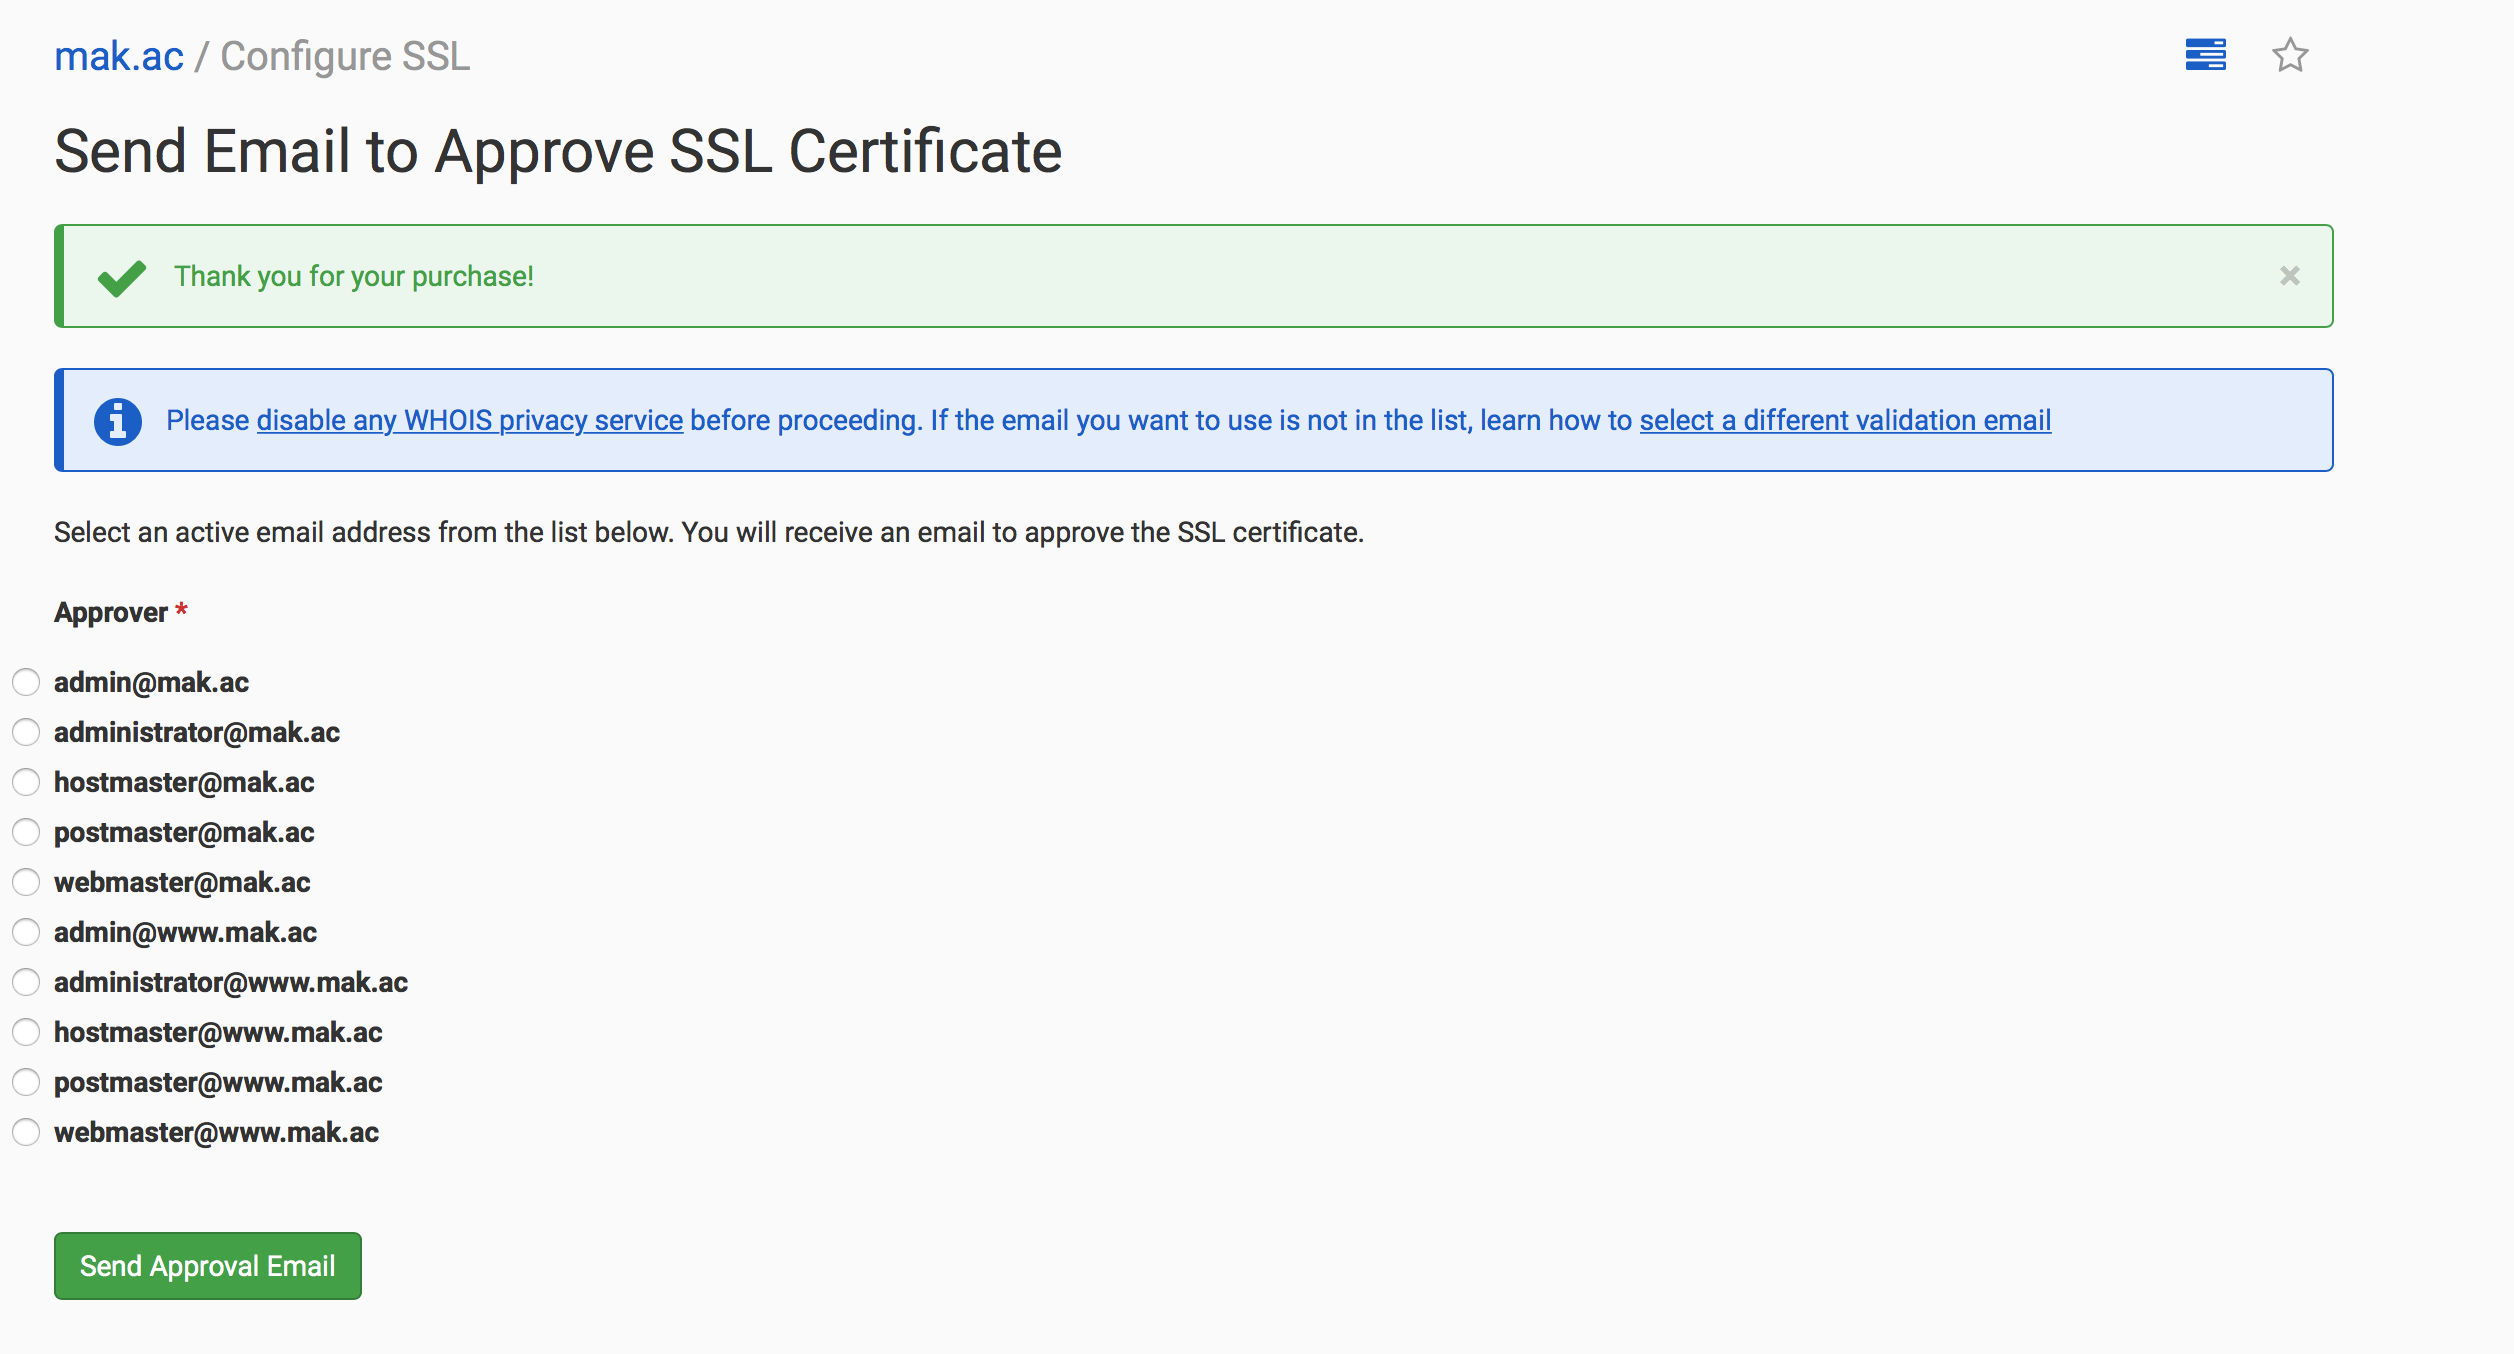 mak.ac / Configure SSL
Send Email to Approve SSL Certificate
Thank you for your purchase!
Please disable any WHOIS privacy service before proceeding. If the email you want to use is not in the list, learn how to select a different validation email
Select an active email address from the list below. You will receive an email to approve the SSL certificate.
Approver *
admin@mak.ac
administrator@mak.ac
hostmaster@mak.ac
postmaster@mak.ac
webmaster@mak.ac
admin@www.mak.ac
administrator@www.mak.ac
hostmaster@www.mak.ac
postmaster@www.mak.ac
webmaster@www.mak.ac
Send Approval Email